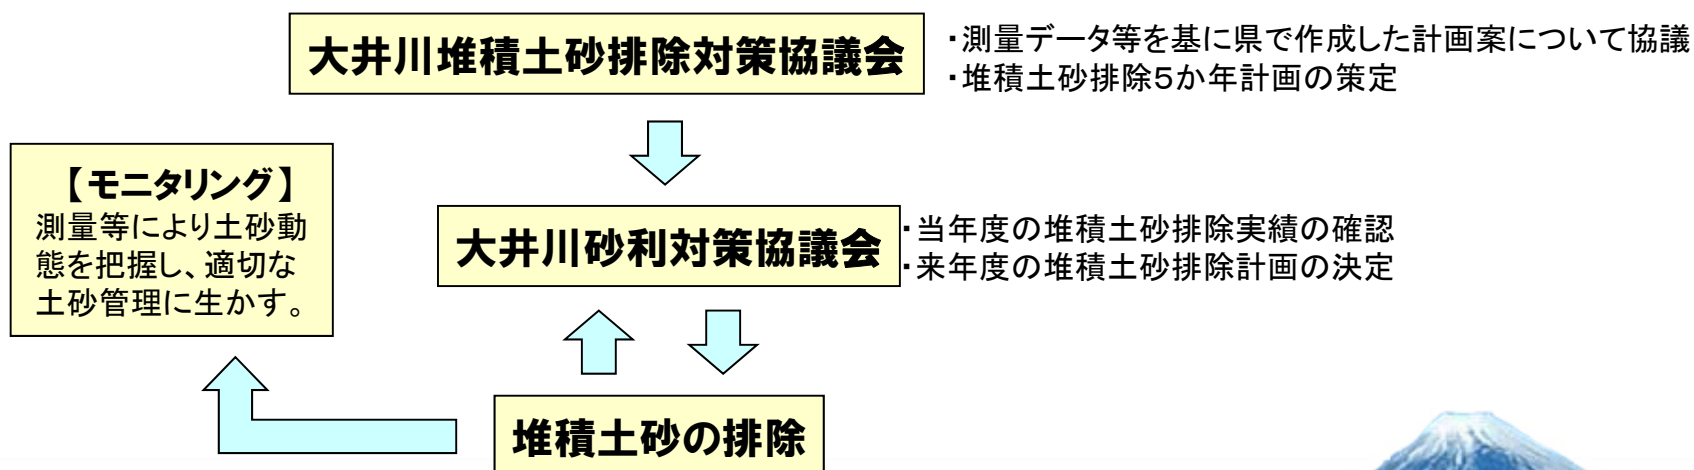 大井川堆積土砂排除対策協議会
・測量データ等を基に県で作成した計画案について協議
・堆積土砂排除5か年計画の策定
【モニタリング】
測量等により土砂動
態を把握し、適切な
土砂管理に生かす。
大井川砂利対策協議会
・当年度の堆積土砂排除実績の確認
・来年度の堆積土砂排除計画の決定
堆積土砂の排除